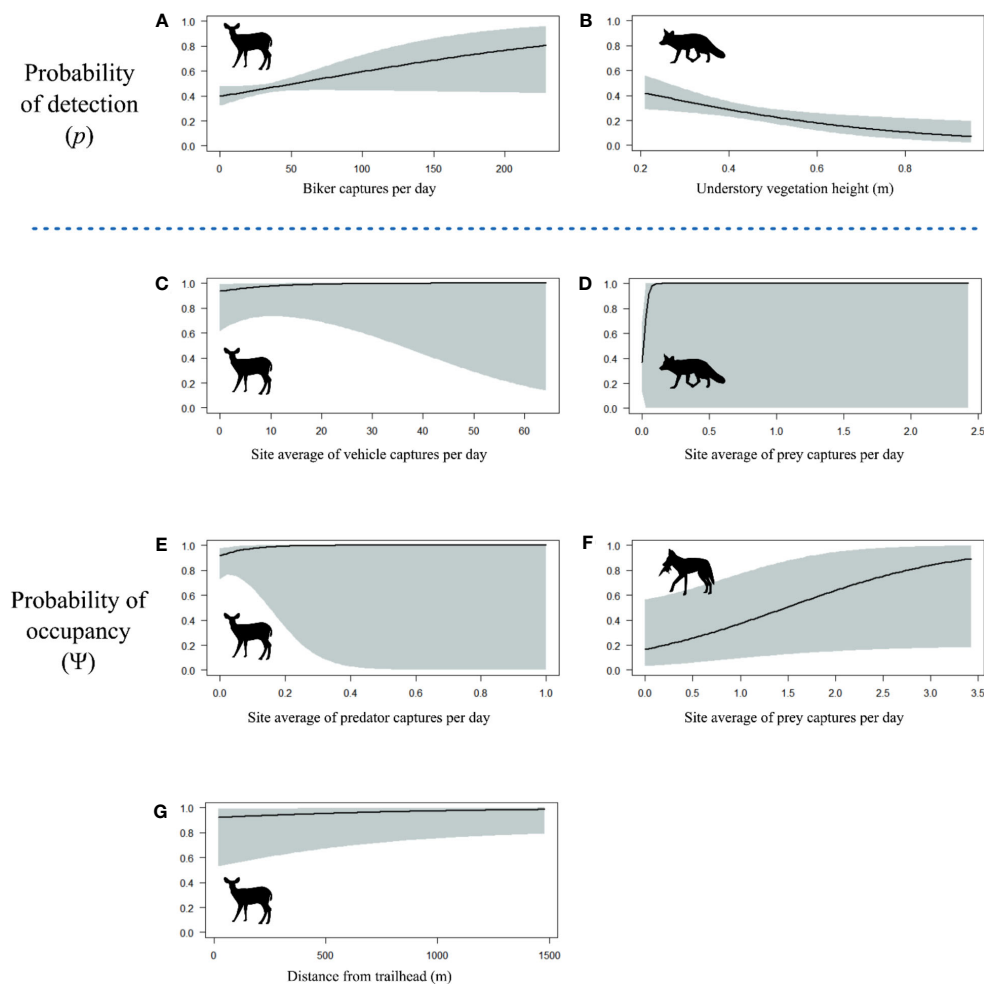 A
B
Probability
of detection
(p)
1.0
0.8
0.6
0.4
0.2
0.0
0 50 100 150 200
Biker captures per day
1.0
0.8
0.6
0.4
0.2
0.0
0.2 0.4 0.6 0.8
Understory vegetation height (m)
C
1.0
0.8
0.6
0.4
0.2
0.0
0 10 20 30 40 50 60
Site average of vehicle captures per day
D
1.0
0.8
0.6
0.4
0.2
0.0
0.0 0.5 1.0 1.5 2.0 2.5
Site average of prey captures per day
Probability of
occupancy
(Ψ)
E
1.0
0.8
0.6
0.4
0.2
0.0
0.0 0.2 0.4 0.6 0.8 1.0
Site average of predator captures per day
F
1.0
0.8
0.6
0.4
0.2
0.0
0.0 0.5 1.0 1.5 2.0 2.5 3.0 3.5
Site average of prey captures per day
G
1.0
0.8
0.6
0.4
0.2
0.0
0 500 1000 1500
Distance from trailhead (m)